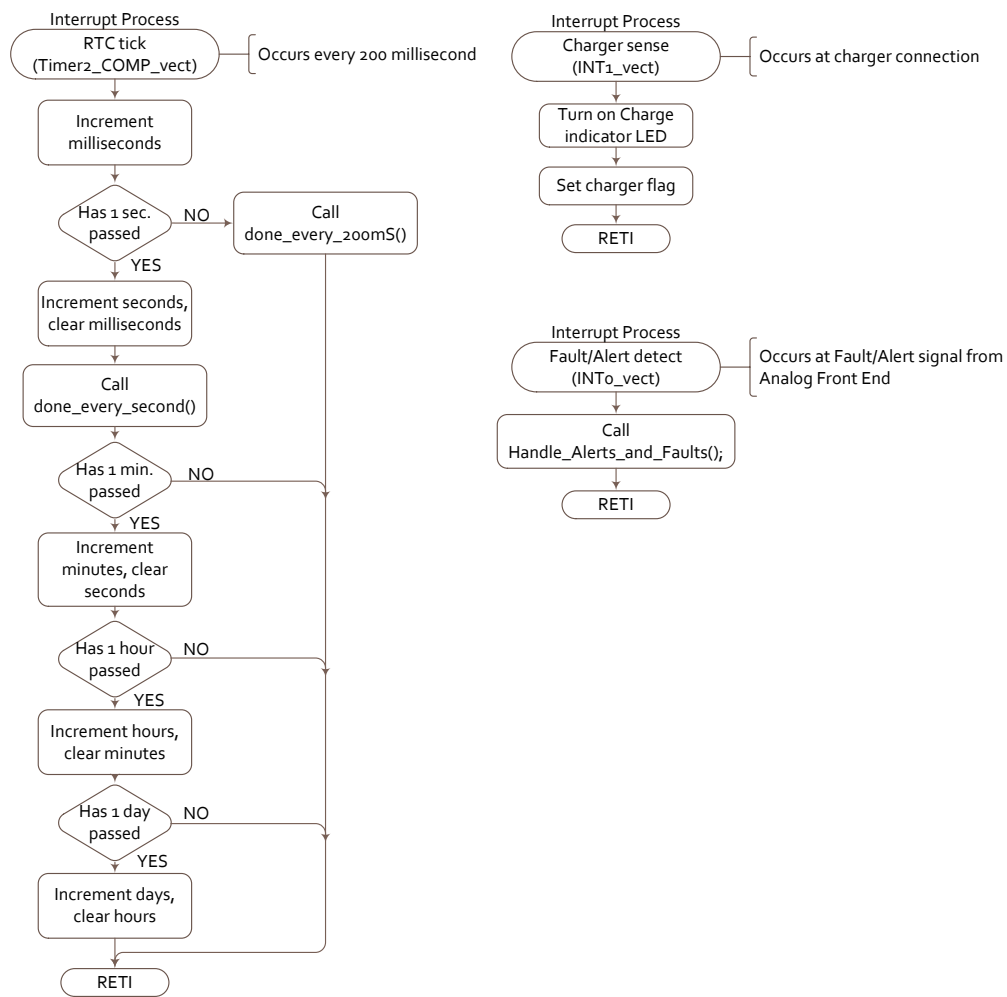 Interrupt Process
RTC tick
(Timer2_COMP_vect)
Occurs every 200 millisecond
Increment
milliseconds
Has 1 sec.
passed
NO
Call
done_every_200mS()
YES
Increment seconds,
clear milliseconds
Call
done_every_second()
Has 1 min.
passed
NO
YES
Increment
minutes, clear
seconds
Has 1 hour
passed
NO
YES
Increment hours,
clear minutes
Has 1 day
passed
NO
YES
Increment days,
clear hours
RETI
Interrupt Process
Charger sense
(INT1_vect)
Occurs at charger connection
Turn on Charge
indicator LED
Set charger flag
RETI
Interrupt Process
Fault/Alert detect
(INT0_vect)
Occurs at Fault/Alert signal from
Analog Front End
Call
Handle_Alerts_and_Faults();
RETI